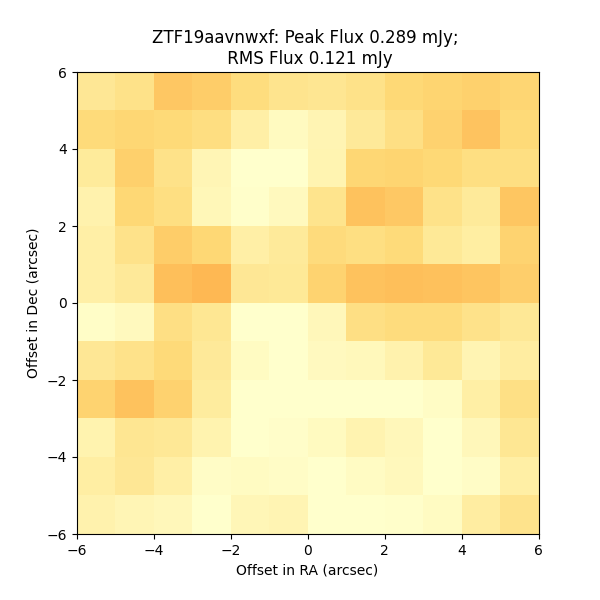 ZTF19aavnwxf: Peak Flux 0.289 mJy;
RMS Flux 0.121 mJy
6
4
2
0
−2
−4
−6
Offset in Dec (arcsec)
−6 −4 −2 0 2 4 6
Offset in RA (arcsec)